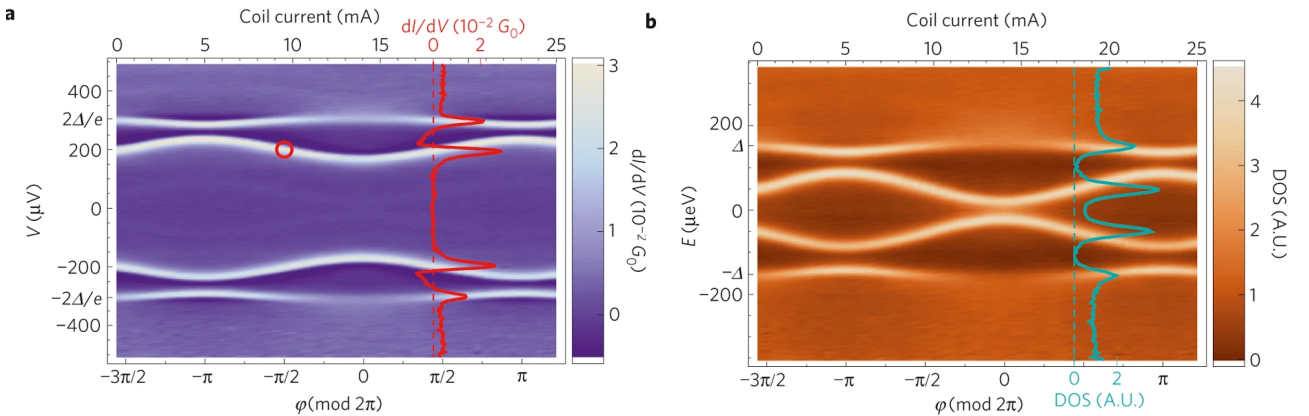 a
Coil current (mA)
dI/dV (10⁻² G₀)
0 5 10 15 0 2 25
400
2Δ/e
200
0
−200
−2Δ/e
−400
V (μV)
3
2
1
0
dI/dV (10⁻² G₀)
−3π/2 −π −π/2 0 π/2 π
φ(mod 2π)
b
Coil current (mA)
0 5 10 15 20 25
200
Δ
0
−Δ
−200
E (μeV)
4
3
2
1
0
DOS (A.U.)
−3π/2 −π −π/2 0 0 2 π
φ(mod 2π)
DOS (A.U.)